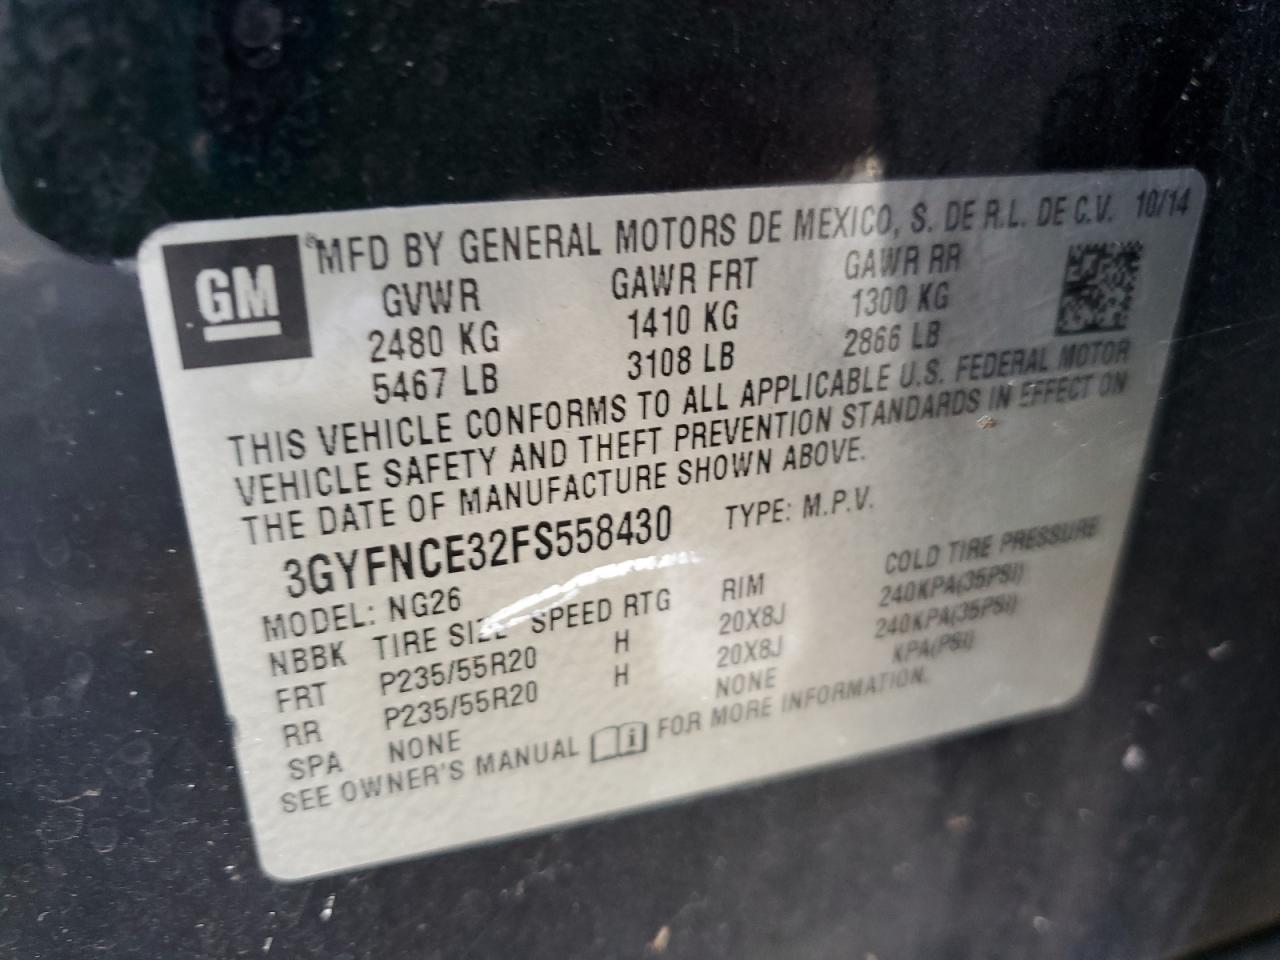 GM
®MFD BY GENERAL MOTORS DE MEXICO, S. DE R.L. DE C.V. 10/14
GVWR GAWR FRT GAWR RR
2480 KG 1410 KG 1300 KG
5467 LB 3108 LB 2866 LB
THIS VEHICLE CONFORMS TO ALL APPLICABLE U.S. FEDERAL MOTOR
VEHICLE SAFETY AND THEFT PREVENTION STANDARDS IN EFFECT ON
THE DATE OF MANUFACTURE SHOWN ABOVE.
3GYFNCE32FS558430 TYPE: M.P.V.
MODEL: NG26
NBBK TIRE SIZE SPEED RTG RIM COLD TIRE PRESSURE
FRT P235/55R20 H 20X8J 240KPA(35PSI)
RR P235/55R20 H 20X8J 240KPA(35PSI)
SPA NONE NONE KPA(PSI)
SEE OWNER'S MANUAL FOR MORE INFORMATION.